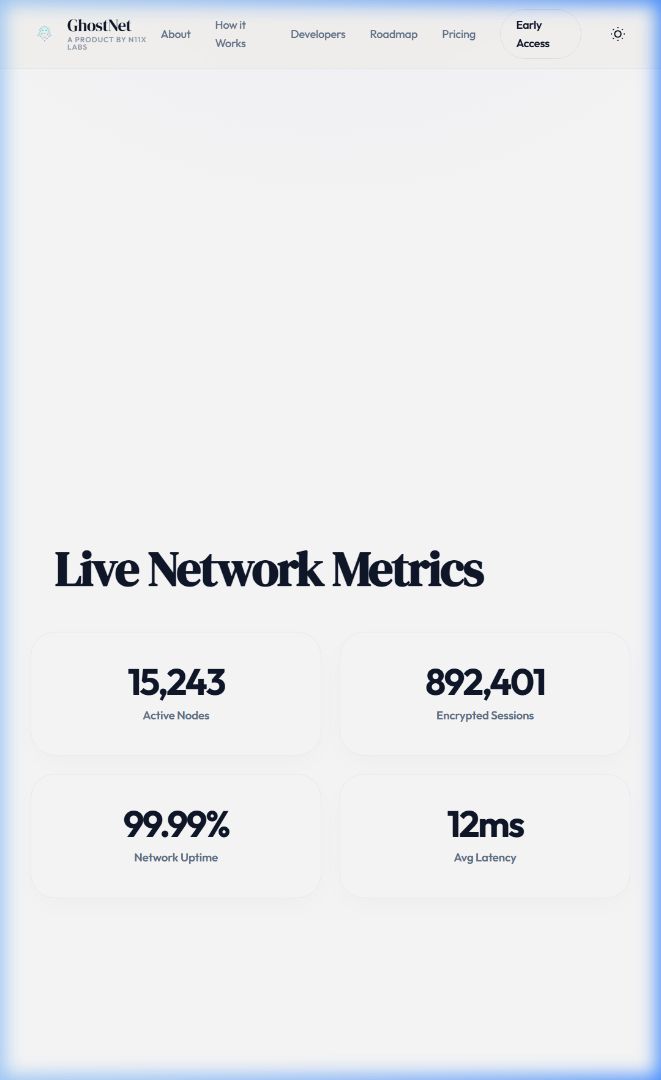 GhostNet
A PRODUCT BY N11X
LABS
About
How it
Works
Developers
Roadmap
Pricing
Early
Access
Live Network Metrics
15,243
Active Nodes
892,401
Encrypted Sessions
99.99%
Network Uptime
12ms
Avg Latency